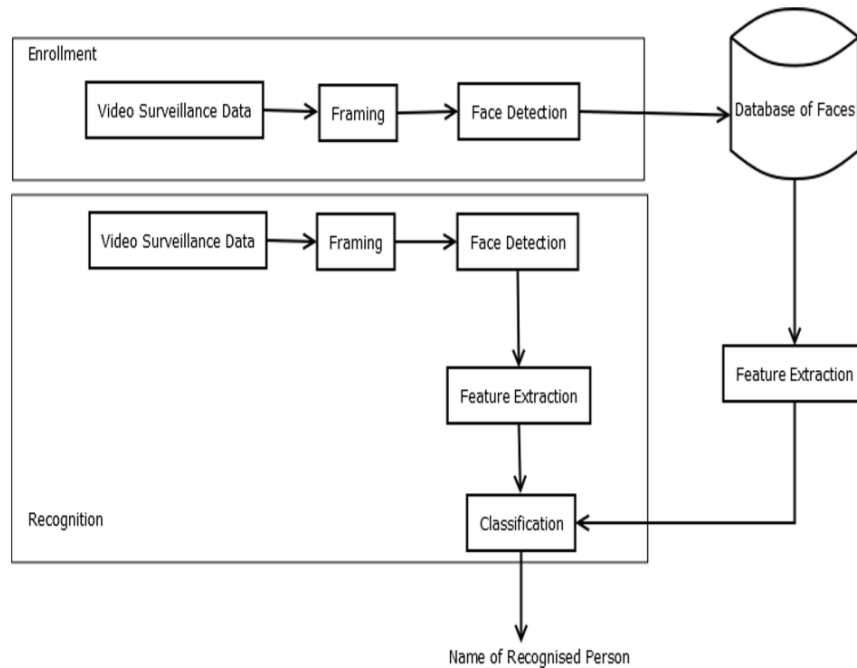 Enrollment
Video Surveillance Data
Framing
Face Detection
Database of Faces
Video Surveillance Data
Framing
Face Detection
Feature Extraction
Feature Extraction
Recognition
Classification
Name of Recognised Person